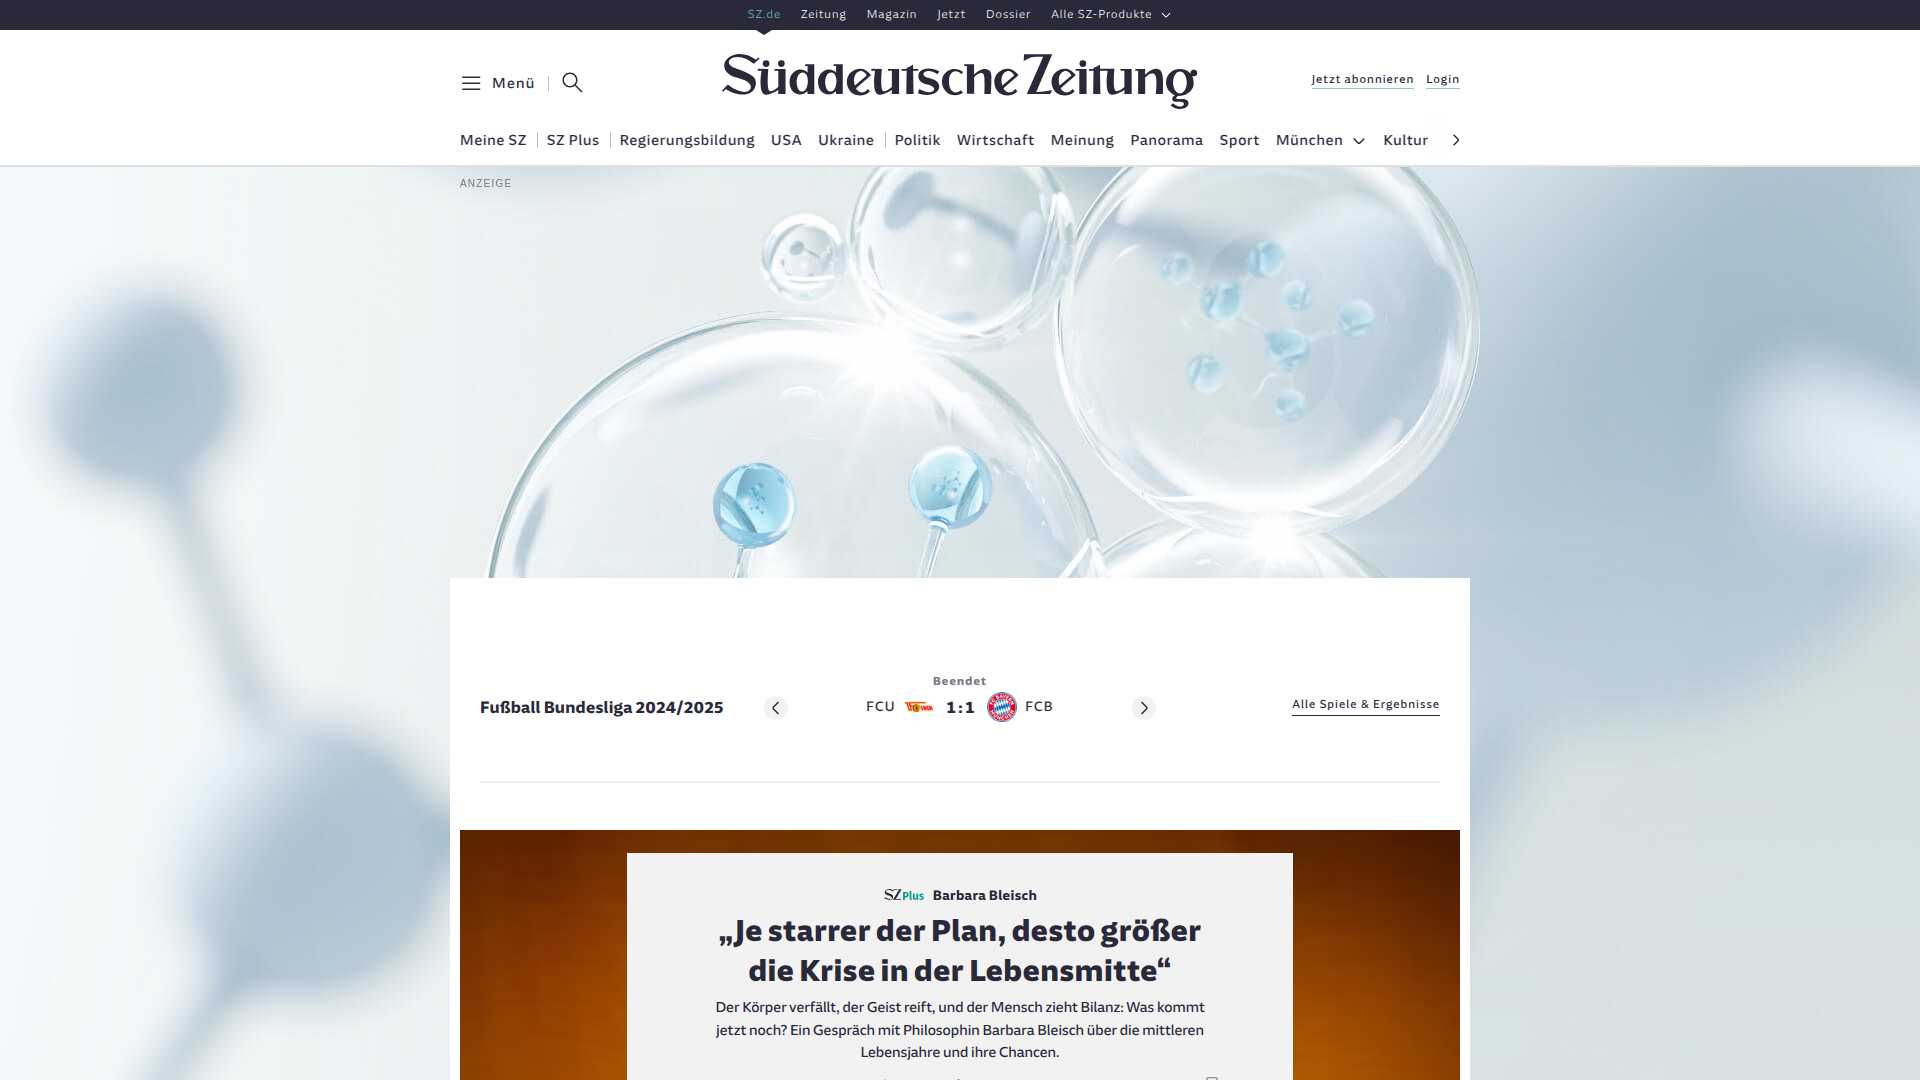 SZ.de Zeitung Magazin Jetzt Dossier Alle SZ-Produkte
Menü
Süddeutsche Zeitung
Jetzt abonnieren Login
Meine SZ SZ Plus Regierungsbildung USA Ukraine Politik Wirtschaft Meinung Panorama Sport München Kultur
ANZEIGE
Beendet
Fußball Bundesliga 2024/2025
FCU 1:1 FCB
Alle Spiele & Ergebnisse
SZ Plus Barbara Bleisch
„Je starrer der Plan, desto größer
die Krise in der Lebensmitte“
Der Körper verfällt, der Geist reift, und der Mensch zieht Bilanz: Was kommt
jetzt noch? Ein Gespräch mit Philosophin Barbara Bleisch über die mittleren
Lebensjahre und ihre Chancen.